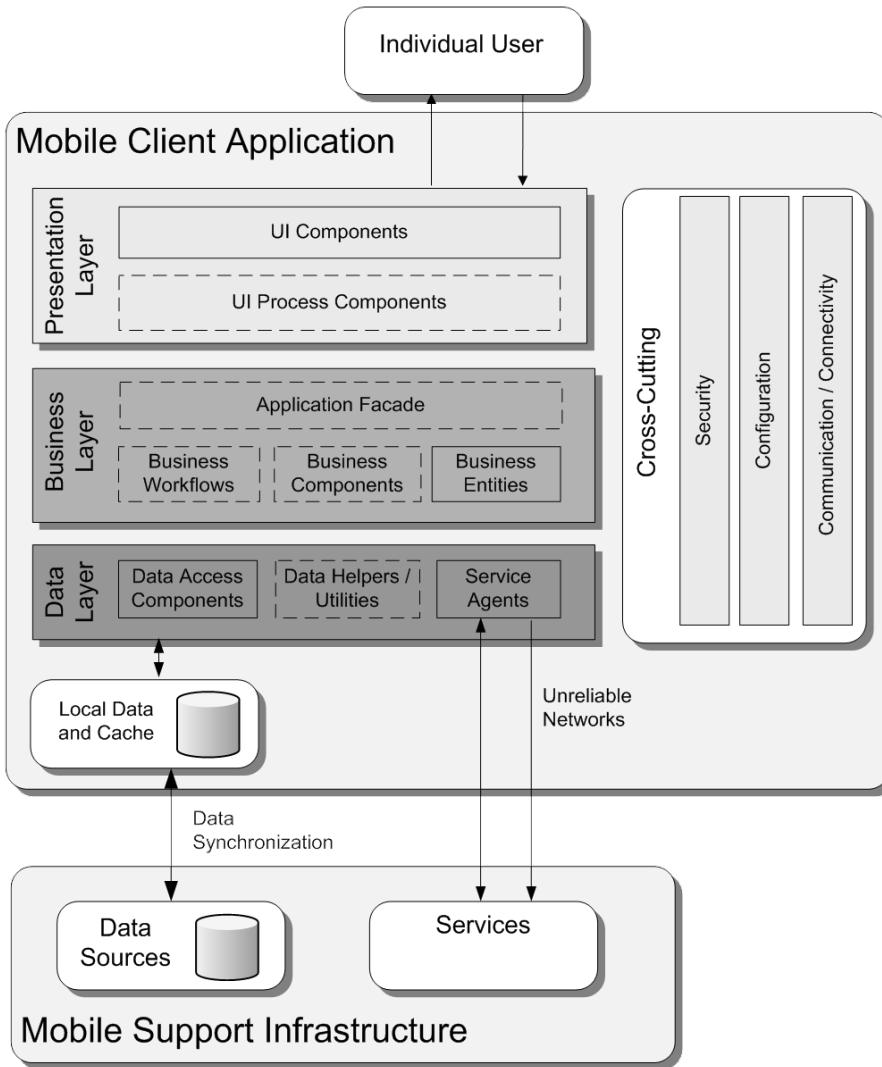 Individual User
Mobile Client Application
Presentation
Layer
UI Components
UI Process Components
Business
Layer
Application Facade
Business
Workflows
Business
Components
Business
Entities
Data
Layer
Data Access
Components
Data Helpers /
Utilities
Service
Agents
Cross-Cutting
Security
Configuration
Communication / Connectivity
Local Data
and Cache
Unreliable
Networks
Data
Synchronization
Data
Sources
Services
Mobile Support Infrastructure